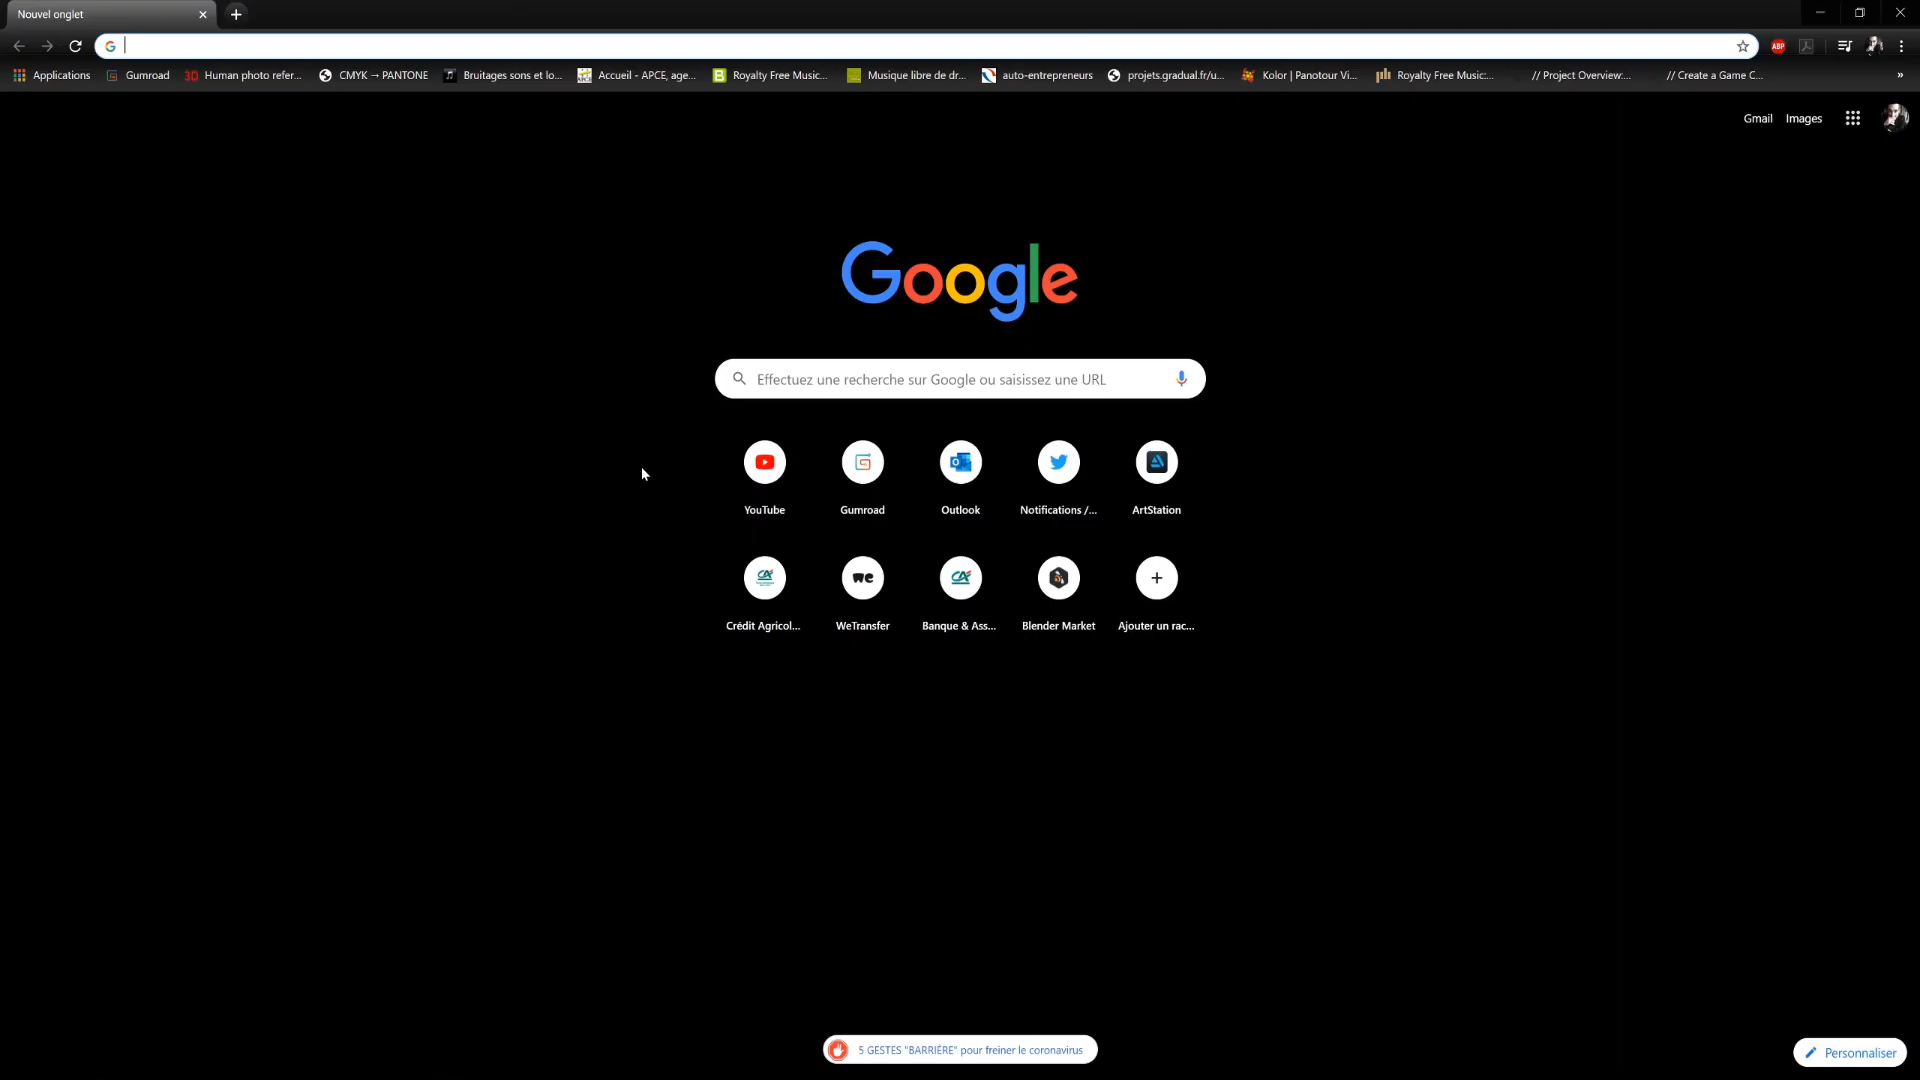 Nouvel onglet
Applications
Gumroad
3D Human photo refer...
CMYK → PANTONE
Bruitages sons et lo...
Accueil - APCE, age...
Royalty Free Music...
Musique libre de dr...
auto-entrepreneurs
projets.gradual.fr/u...
Kolor | Panotour Vi...
Royalty Free Music:...
// Project Overview:...
// Create a Game C...
»
ABP
Gmail Images
Google
Effectuez une recherche sur Google ou saisissez une URL
YouTube Gumroad Outlook Notifications /... ArtStation
we
Crédit Agricol... WeTransfer Banque & Ass... Blender Market Ajouter un rac...
5 GESTES "BARRIÈRE" pour freiner le coronavirus
Personnaliser